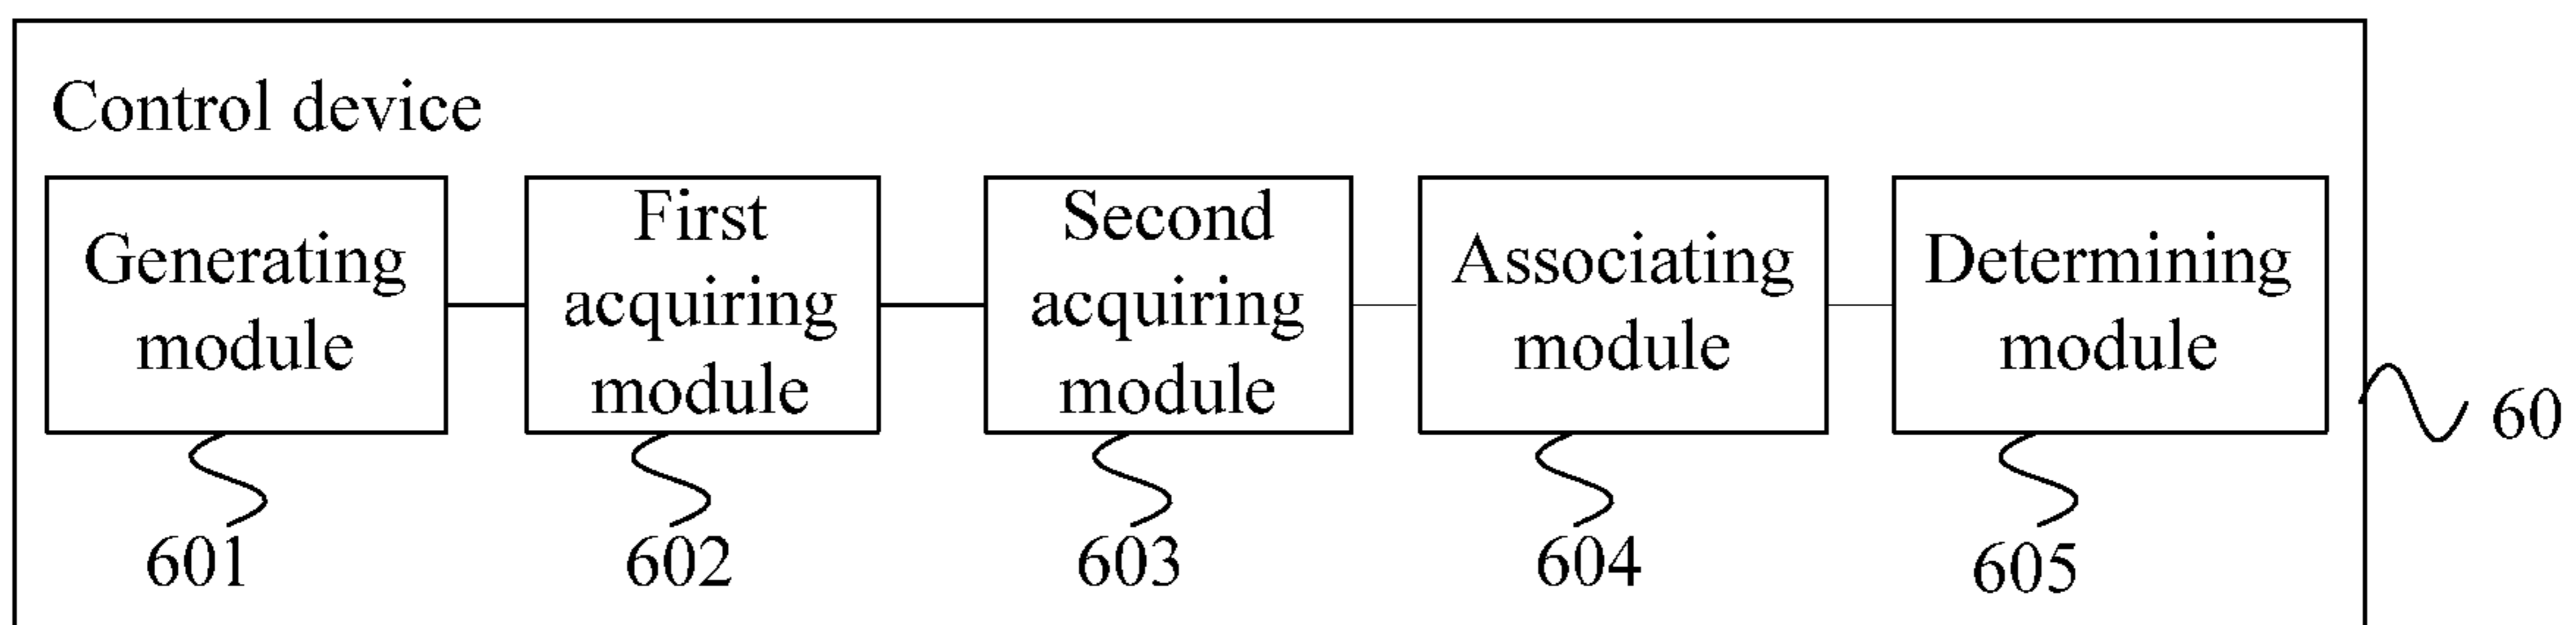 Control device
Generating
module
First
acquiring
module
Second
acquiring
module
Associating
module
Determining
module
60
601
602
603
604
605